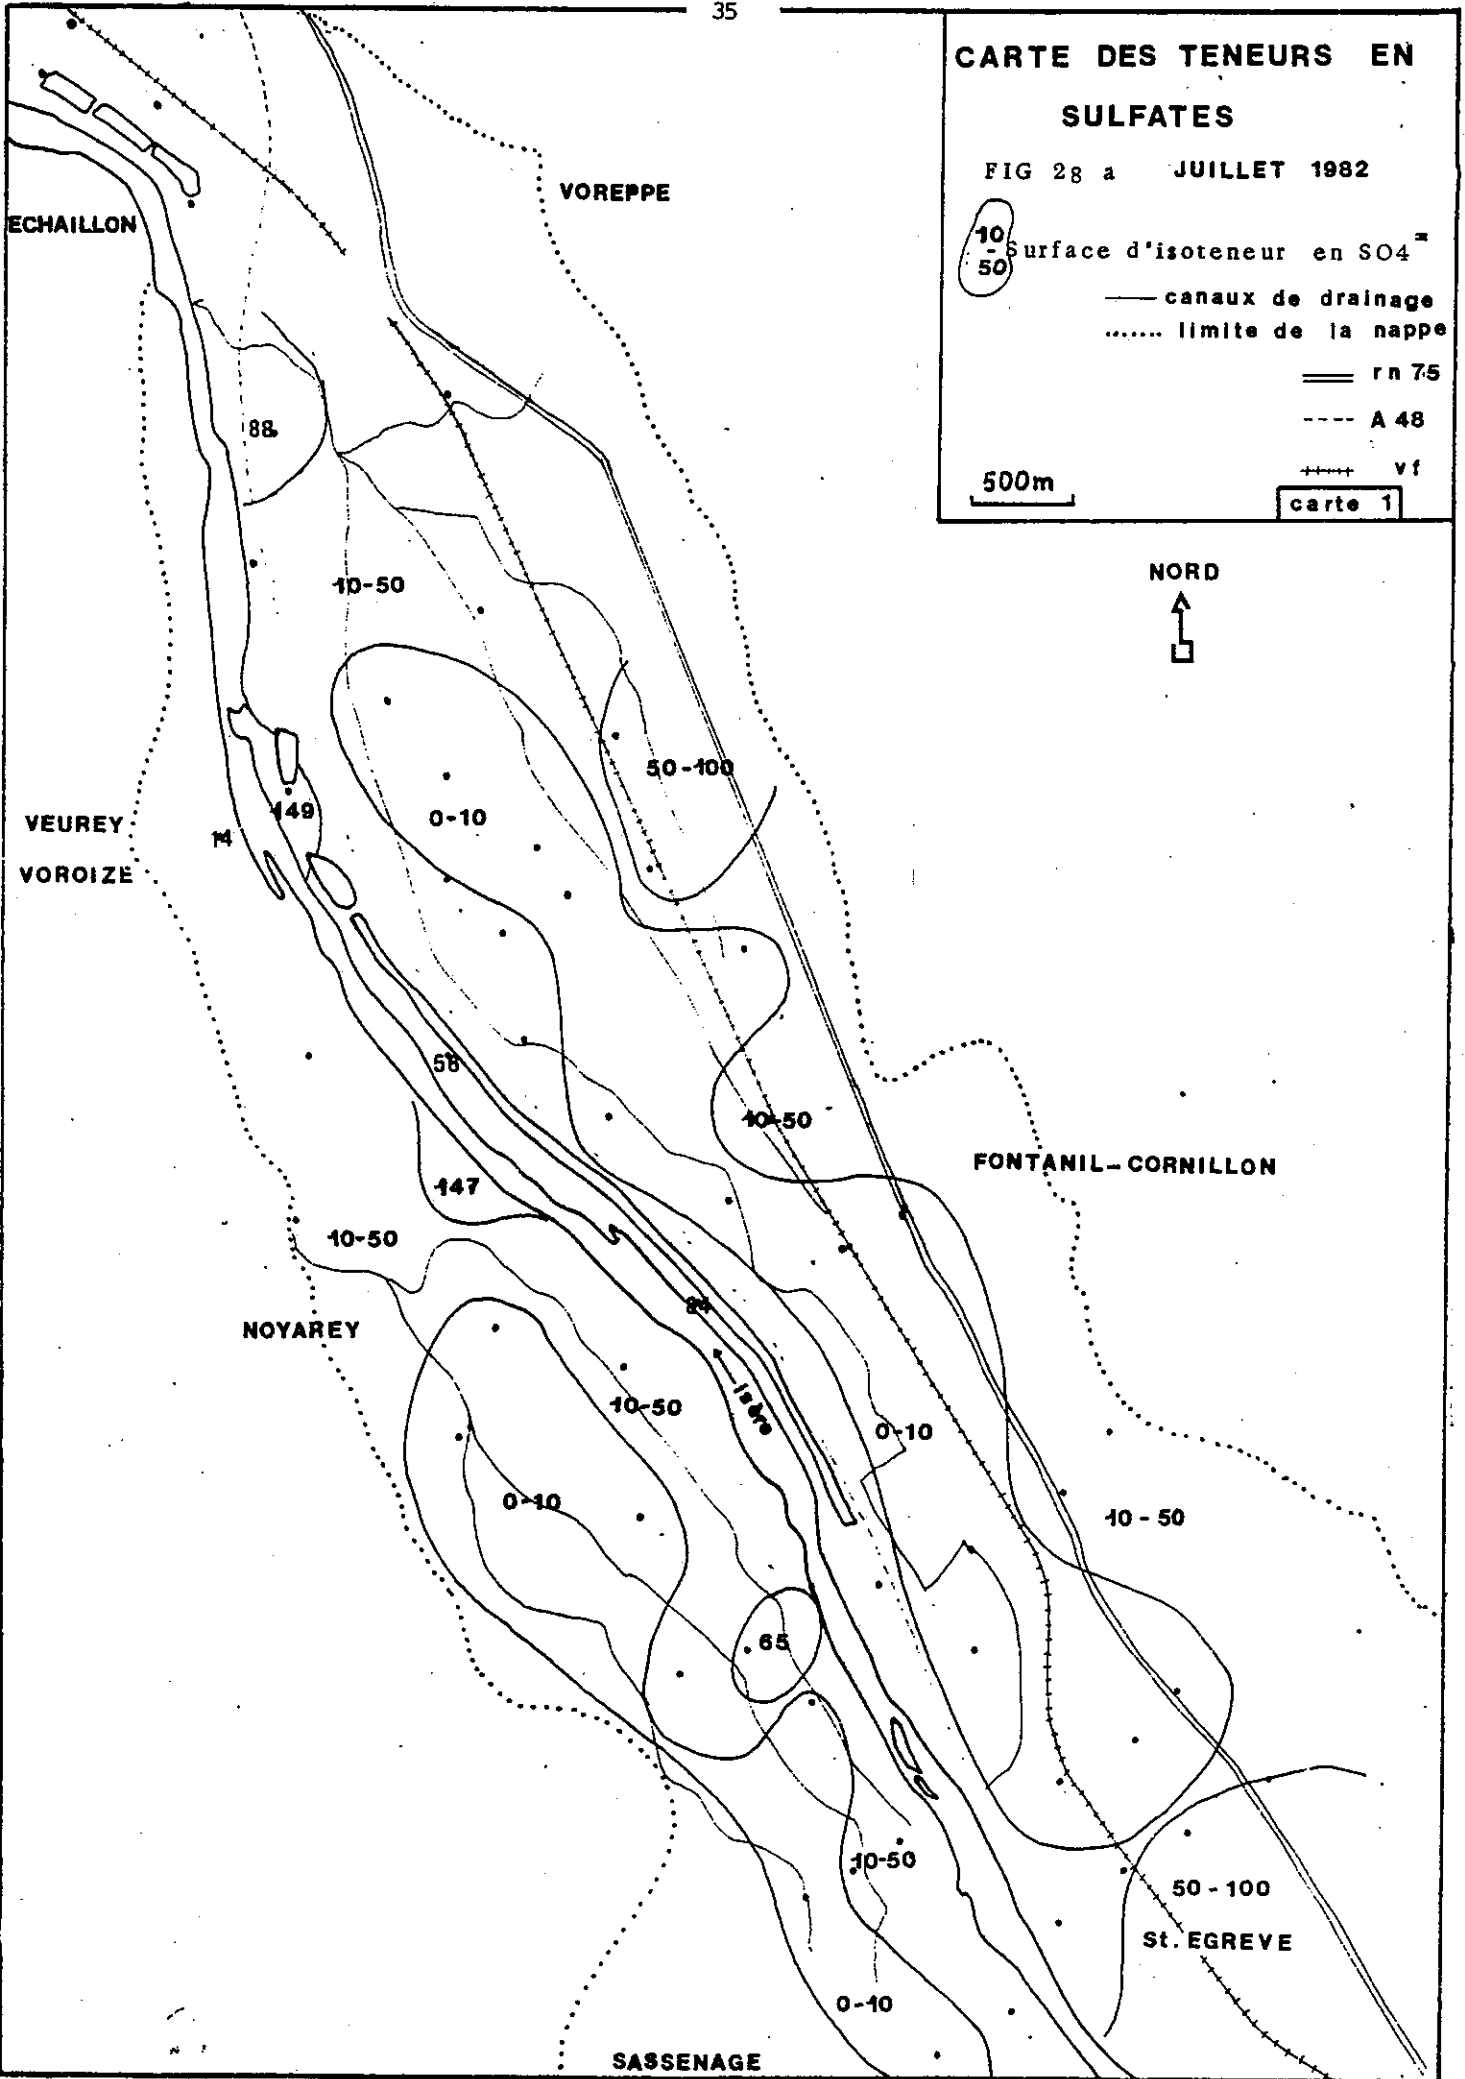 35
CARTE DES TENEURS EN
SULFATES
FIG 28 a JUILLET 1982
10
-
50
Surface d'isoteneur en SO4=
canaux de drainage
limite de la nappe
rn 75
A 48
vf
500m
carte 1
NORD
VOREPPE
ECHAILLON
88
10-50
50-100
149
0-10
VEUREY
14
VOROIZE
10-50
FONTANIL-CORNILLON
147
10-50
NOYAREY
isère
10-50
0-10
0-10
10-50
65
10-50
50-100
St. EGREVE
0-10
SASSENAGE